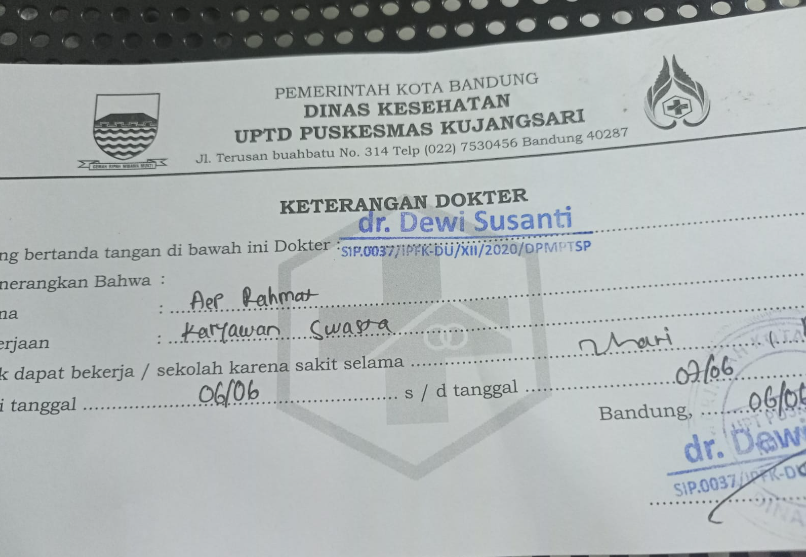 PEMERINTAH KOTA BANDUNG
DINAS KESEHATAN
UPTD PUSKESMAS KUJANGSARI
Jl. Terusan buahbatu No. 314 Telp (022) 7530456 Bandung 40287
KETERANGAN DOKTER
dr. Dewi Susanti
ng bertanda tangan di bawah ini Dokter :
SIP.0037/IPFK-DU/XII/2020/DPMPTSP
nerangkan Bahwa :
na : Aep Rahmat
erjaan : Karyawan Swasta
k dapat bekerja / sekolah karena sakit selama hari
i tanggal 06/06 s / d tanggal 07/06
Bandung, 06/06
dr. Dewi
SIP.0037/IPFK-DU